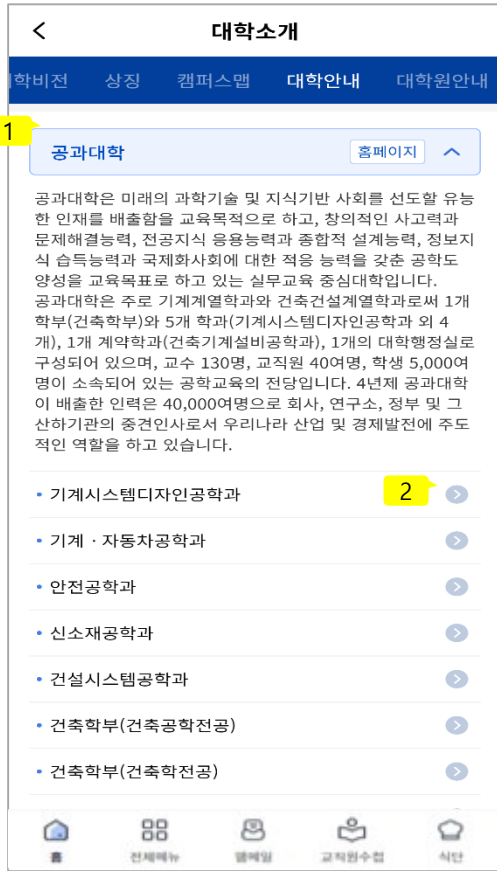 대학소개
학비전 상징 캠퍼스맵 대학안내 대학원안내
1
공과대학 홈페이지
공과대학은 미래의 과학기술 및 지식기반 사회를 선도할 유능
한 인재를 배출함을 교육목적으로 하고, 창의적인 사고력과
문제해결능력, 전공지식 응용능력과 종합적 설계능력, 정보지
식 습득능력과 국제화사회에 대한 적응 능력을 갖춘 공학도
양성을 교육목표로 하고 있는 실무교육 중심대학입니다.
공과대학은 주로 기계계열학과와 건축건설계열학과로써 1개
학부(건축학부)와 5개 학과(기계시스템디자인공학과 외 4
개), 1개 계약학과(건축기계설비공학과), 1개의 대학행정실로
구성되어 있으며, 교수 130명, 교직원 40여명, 학생 5,000여
명이 소속되어 있는 공학교육의 전당입니다. 4년제 공과대학
이 배출한 인력은 40,000여명으로 회사, 연구소, 정부 및 그
산하기관의 중견인사로서 우리나라 산업 및 경제발전에 주도
적인 역할을 하고 있습니다.
• 기계시스템디자인공학과 2
• 기계 · 자동차공학과
• 안전공학과
• 신소재공학과
• 건설시스템공학과
• 건축학부(건축공학전공)
• 건축학부(건축학전공)
홈 전체메뉴 웹메일 교직원수첩 식단